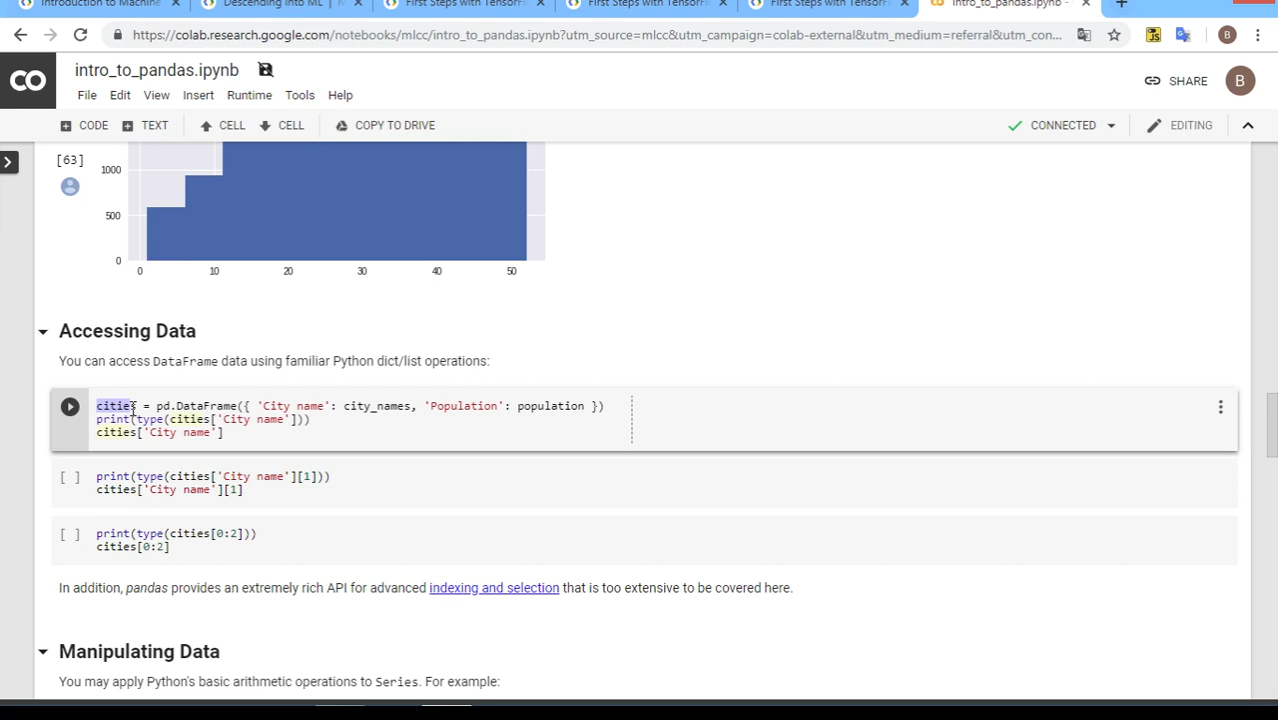 Introduction to Machine
Descending into ML |
First Steps with TensorF
First Steps with TensorF
First Steps with TensorF
intro_to_pandas.ipynb -
https://colab.research.google.com/notebooks/mlcc/intro_to_pandas.ipynb?utm_source=mlcc&utm_campaign=colab-external&utm_medium=referral&utm_con...
JS
B
CO
intro_to_pandas.ipynb
SHARE
B
File Edit View Insert Runtime Tools Help
CODE TEXT CELL CELL COPY TO DRIVE
CONNECTED EDITING
[63]
1000
500
0
0 10 20 30 40 50
Accessing Data
You can access DataFrame data using familiar Python dict/list operations:
cities = pd.DataFrame({ 'City name': city_names, 'Population': population })
print(type(cities['City name']))
cities['City name']
[ ] print(type(cities['City name'][1]))
cities['City name'][1]
[ ] print(type(cities[0:2]))
cities[0:2]
In addition, pandas provides an extremely rich API for advanced indexing and selection that is too extensive to be covered here.
Manipulating Data
You may apply Python's basic arithmetic operations to Series. For example: